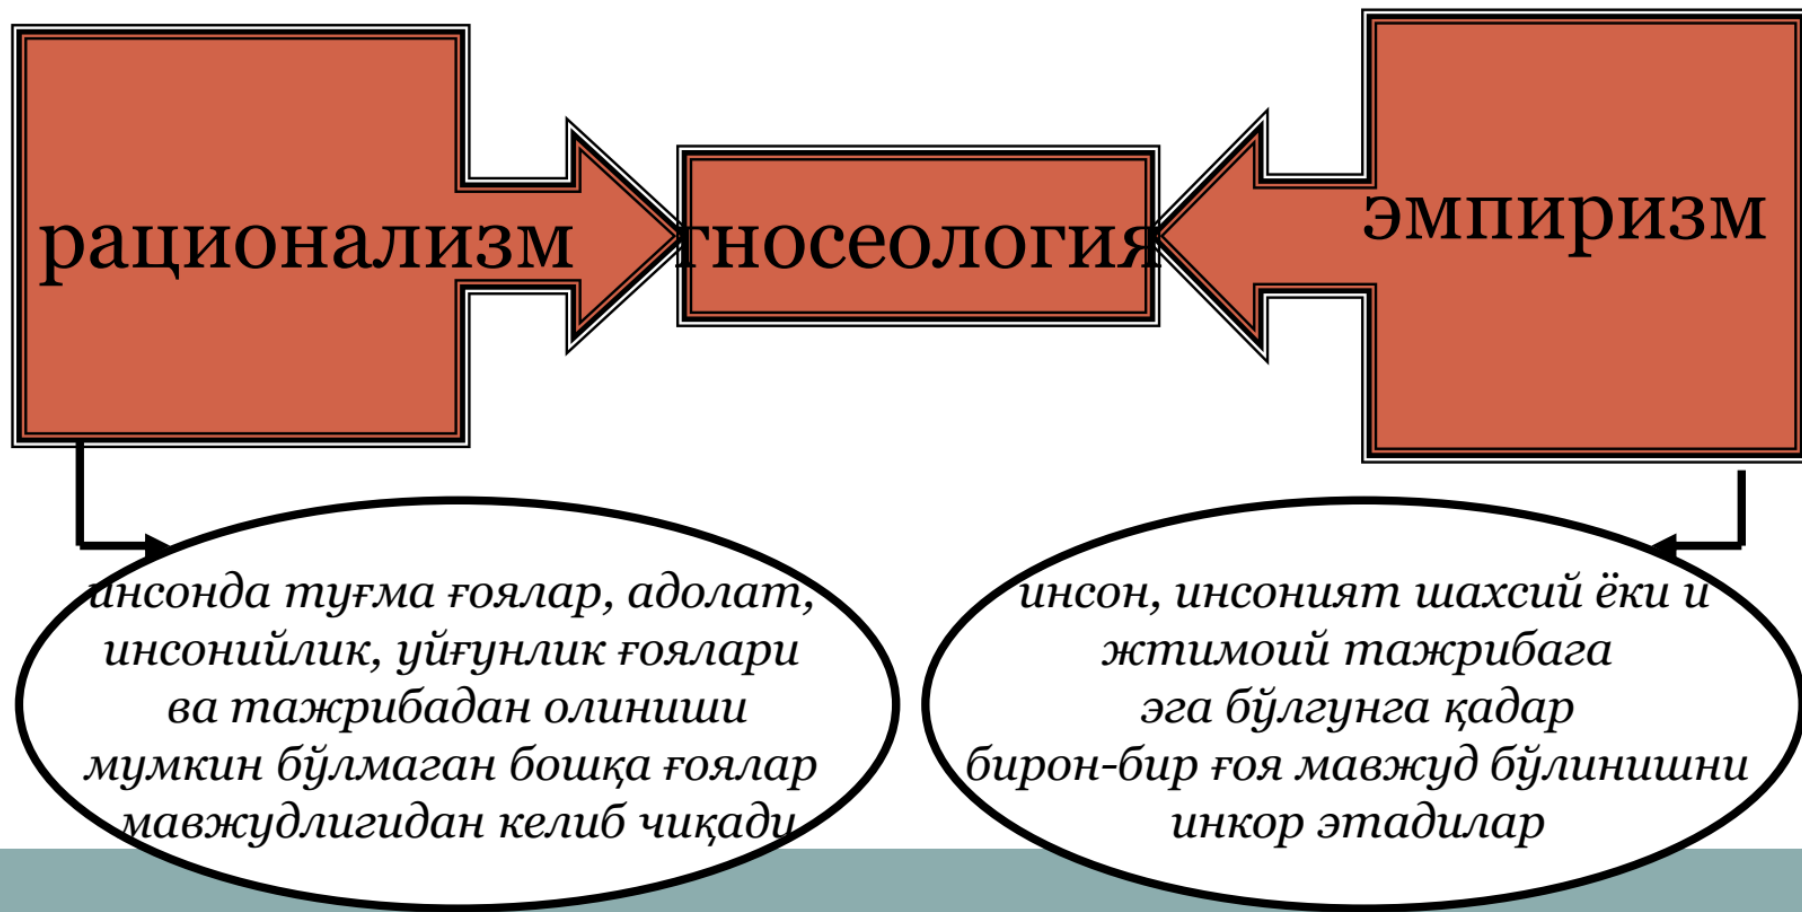 рационализм
гносеология
эмпиризм
инсонда туғма ғоялар, адолат,
инсонийлик, уйғунлик ғоялари
ва тажрибадан олиниши
мумкин бўлмаган бошқа ғоялар
мавжудлигидан келиб чиқади
инсон, инсоният шахсий ёки и
жтимоий тажрибага
эга бўлгунга қадар
бирон-бир ғоя мавжуд бўлинишни
инкор этадилар